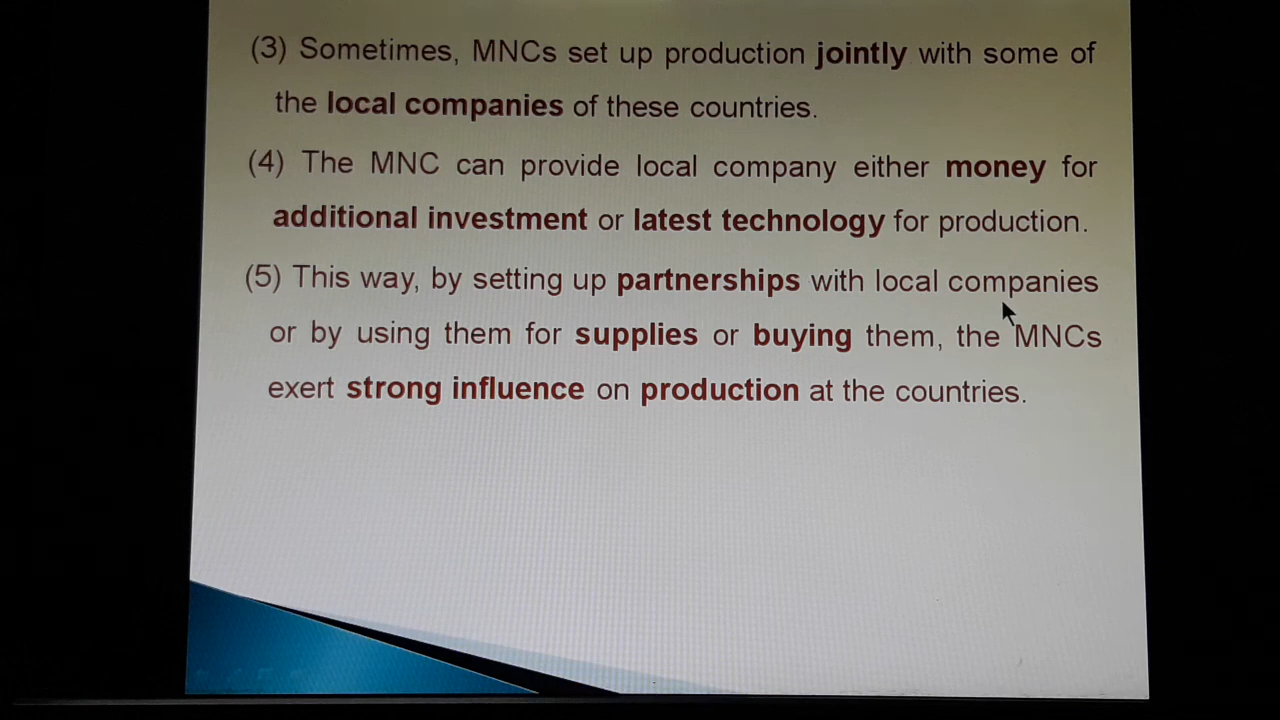 (3) Sometimes, MNCs set up production jointly with some of
the local companies of these countries.
(4) The MNC can provide local company either money for
additional investment or latest technology for production.
(5) This way, by setting up partnerships with local companies
or by using them for supplies or buying them, the MNCs
exert strong influence on production at the countries.